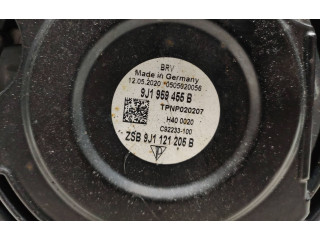 BRV
Made in Germany
12.05.2020 *0505920056
9J1 959 455 B
TPNP020207
H40 0020
C92233-100
ZSB 9J1 121 205 B